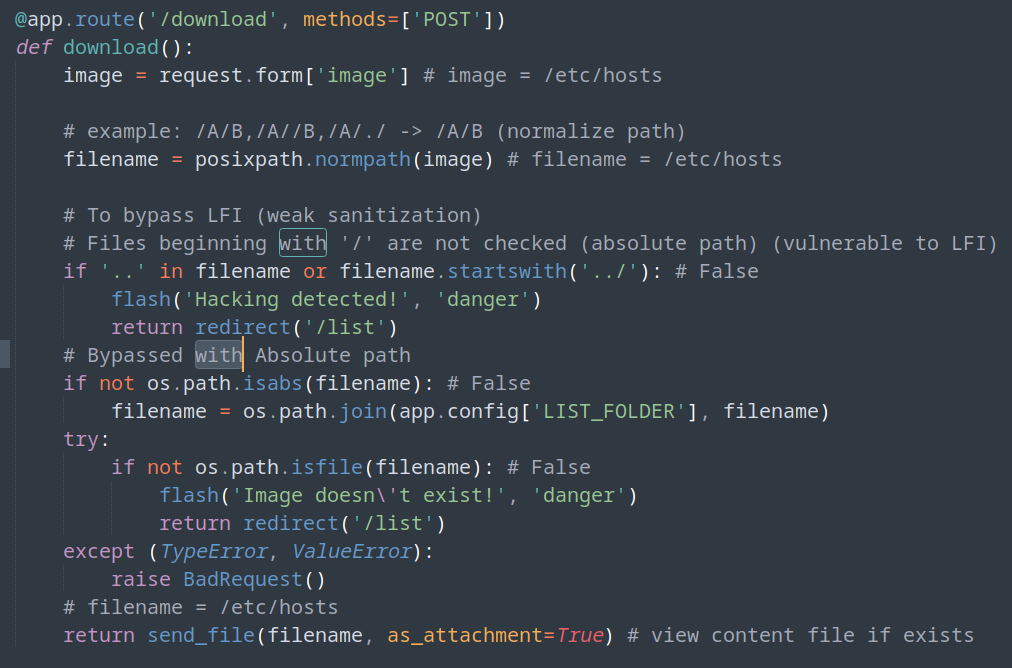 @app.route('/download', methods=['POST'])
def download():
    image = request.form['image'] # image = /etc/hosts

    # example: /A/B,/A//B,/A/./ -> /A/B (normalize path)
    filename = posixpath.normpath(image) # filename = /etc/hosts

    # To bypass LFI (weak sanitization)
    # Files beginning with '/' are not checked (absolute path) (vulnerable to LFI)
    if '..' in filename or filename.startswith('../'): # False
        flash('Hacking detected!', 'danger')
        return redirect('/list')
    # Bypassed with Absolute path
    if not os.path.isabs(filename): # False
        filename = os.path.join(app.config['LIST_FOLDER'], filename)
    try:
        if not os.path.isfile(filename): # False
            flash('Image doesn\'t exist!', 'danger')
            return redirect('/list')
    except (TypeError, ValueError):
        raise BadRequest()
    # filename = /etc/hosts
    return send_file(filename, as_attachment=True) # view content file if exists